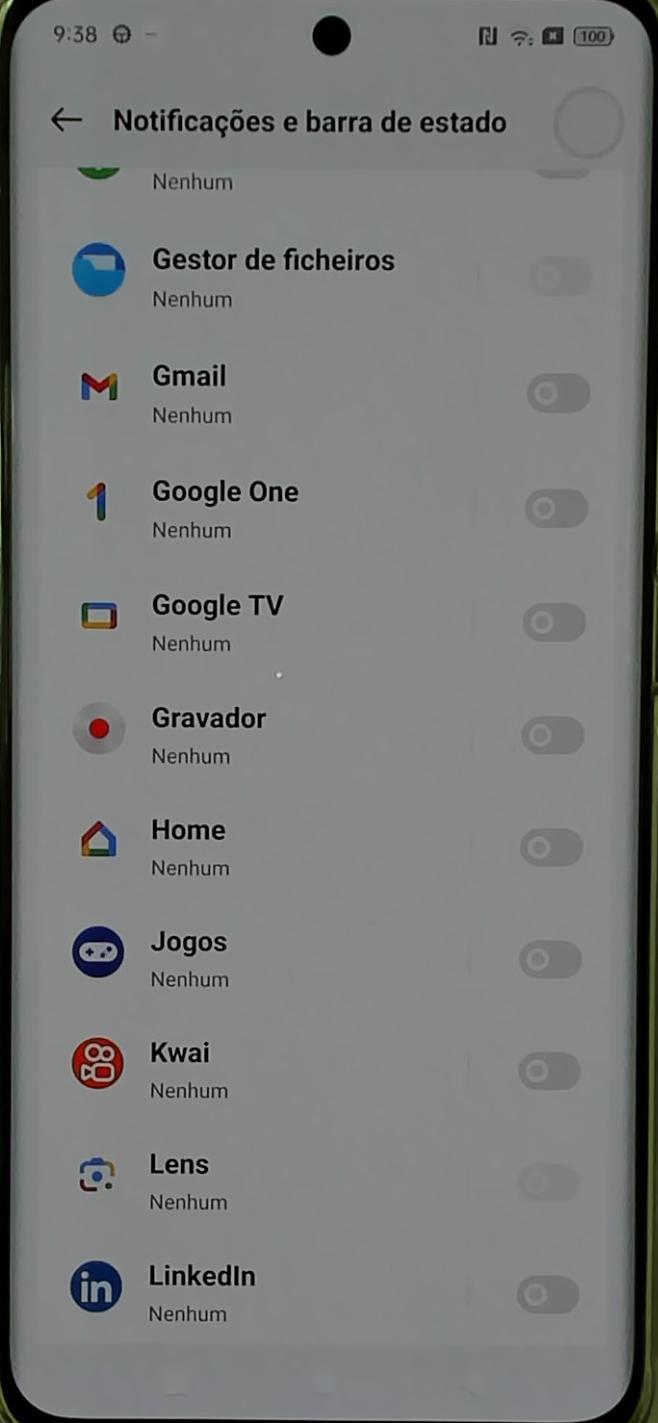 9:38
100
Notificações e barra de estado
Nenhum
Gestor de ficheiros
Nenhum
Gmail
Nenhum
Google One
Nenhum
Google TV
Nenhum
Gravador
Nenhum
Home
Nenhum
Jogos
Nenhum
Kwai
Nenhum
Lens
Nenhum
in
LinkedIn
Nenhum